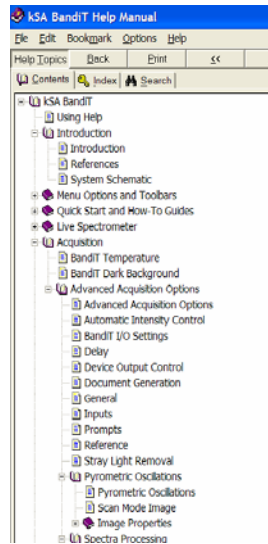 kSA BandiT Help Manual
File Edit Bookmark Options Help
Help Topics Back Print <<
Contents Index Search
kSA BandiT
Using Help
Introduction
Introduction
References
System Schematic
Menu Options and Toolbars
Quick Start and How-To Guides
Live Spectrometer
Acquisition
BandiT Temperature
BandiT Dark Background
Advanced Acquisition Options
Advanced Acquisition Options
Automatic Intensity Control
BandiT I/O Settings
Delay
Device Output Control
Document Generation
General
Inputs
Prompts
Reference
Stray Light Removal
Pyrometric Oscillations
Pyrometric Oscillations
Scan Mode Image
Image Properties
Spectra Processing